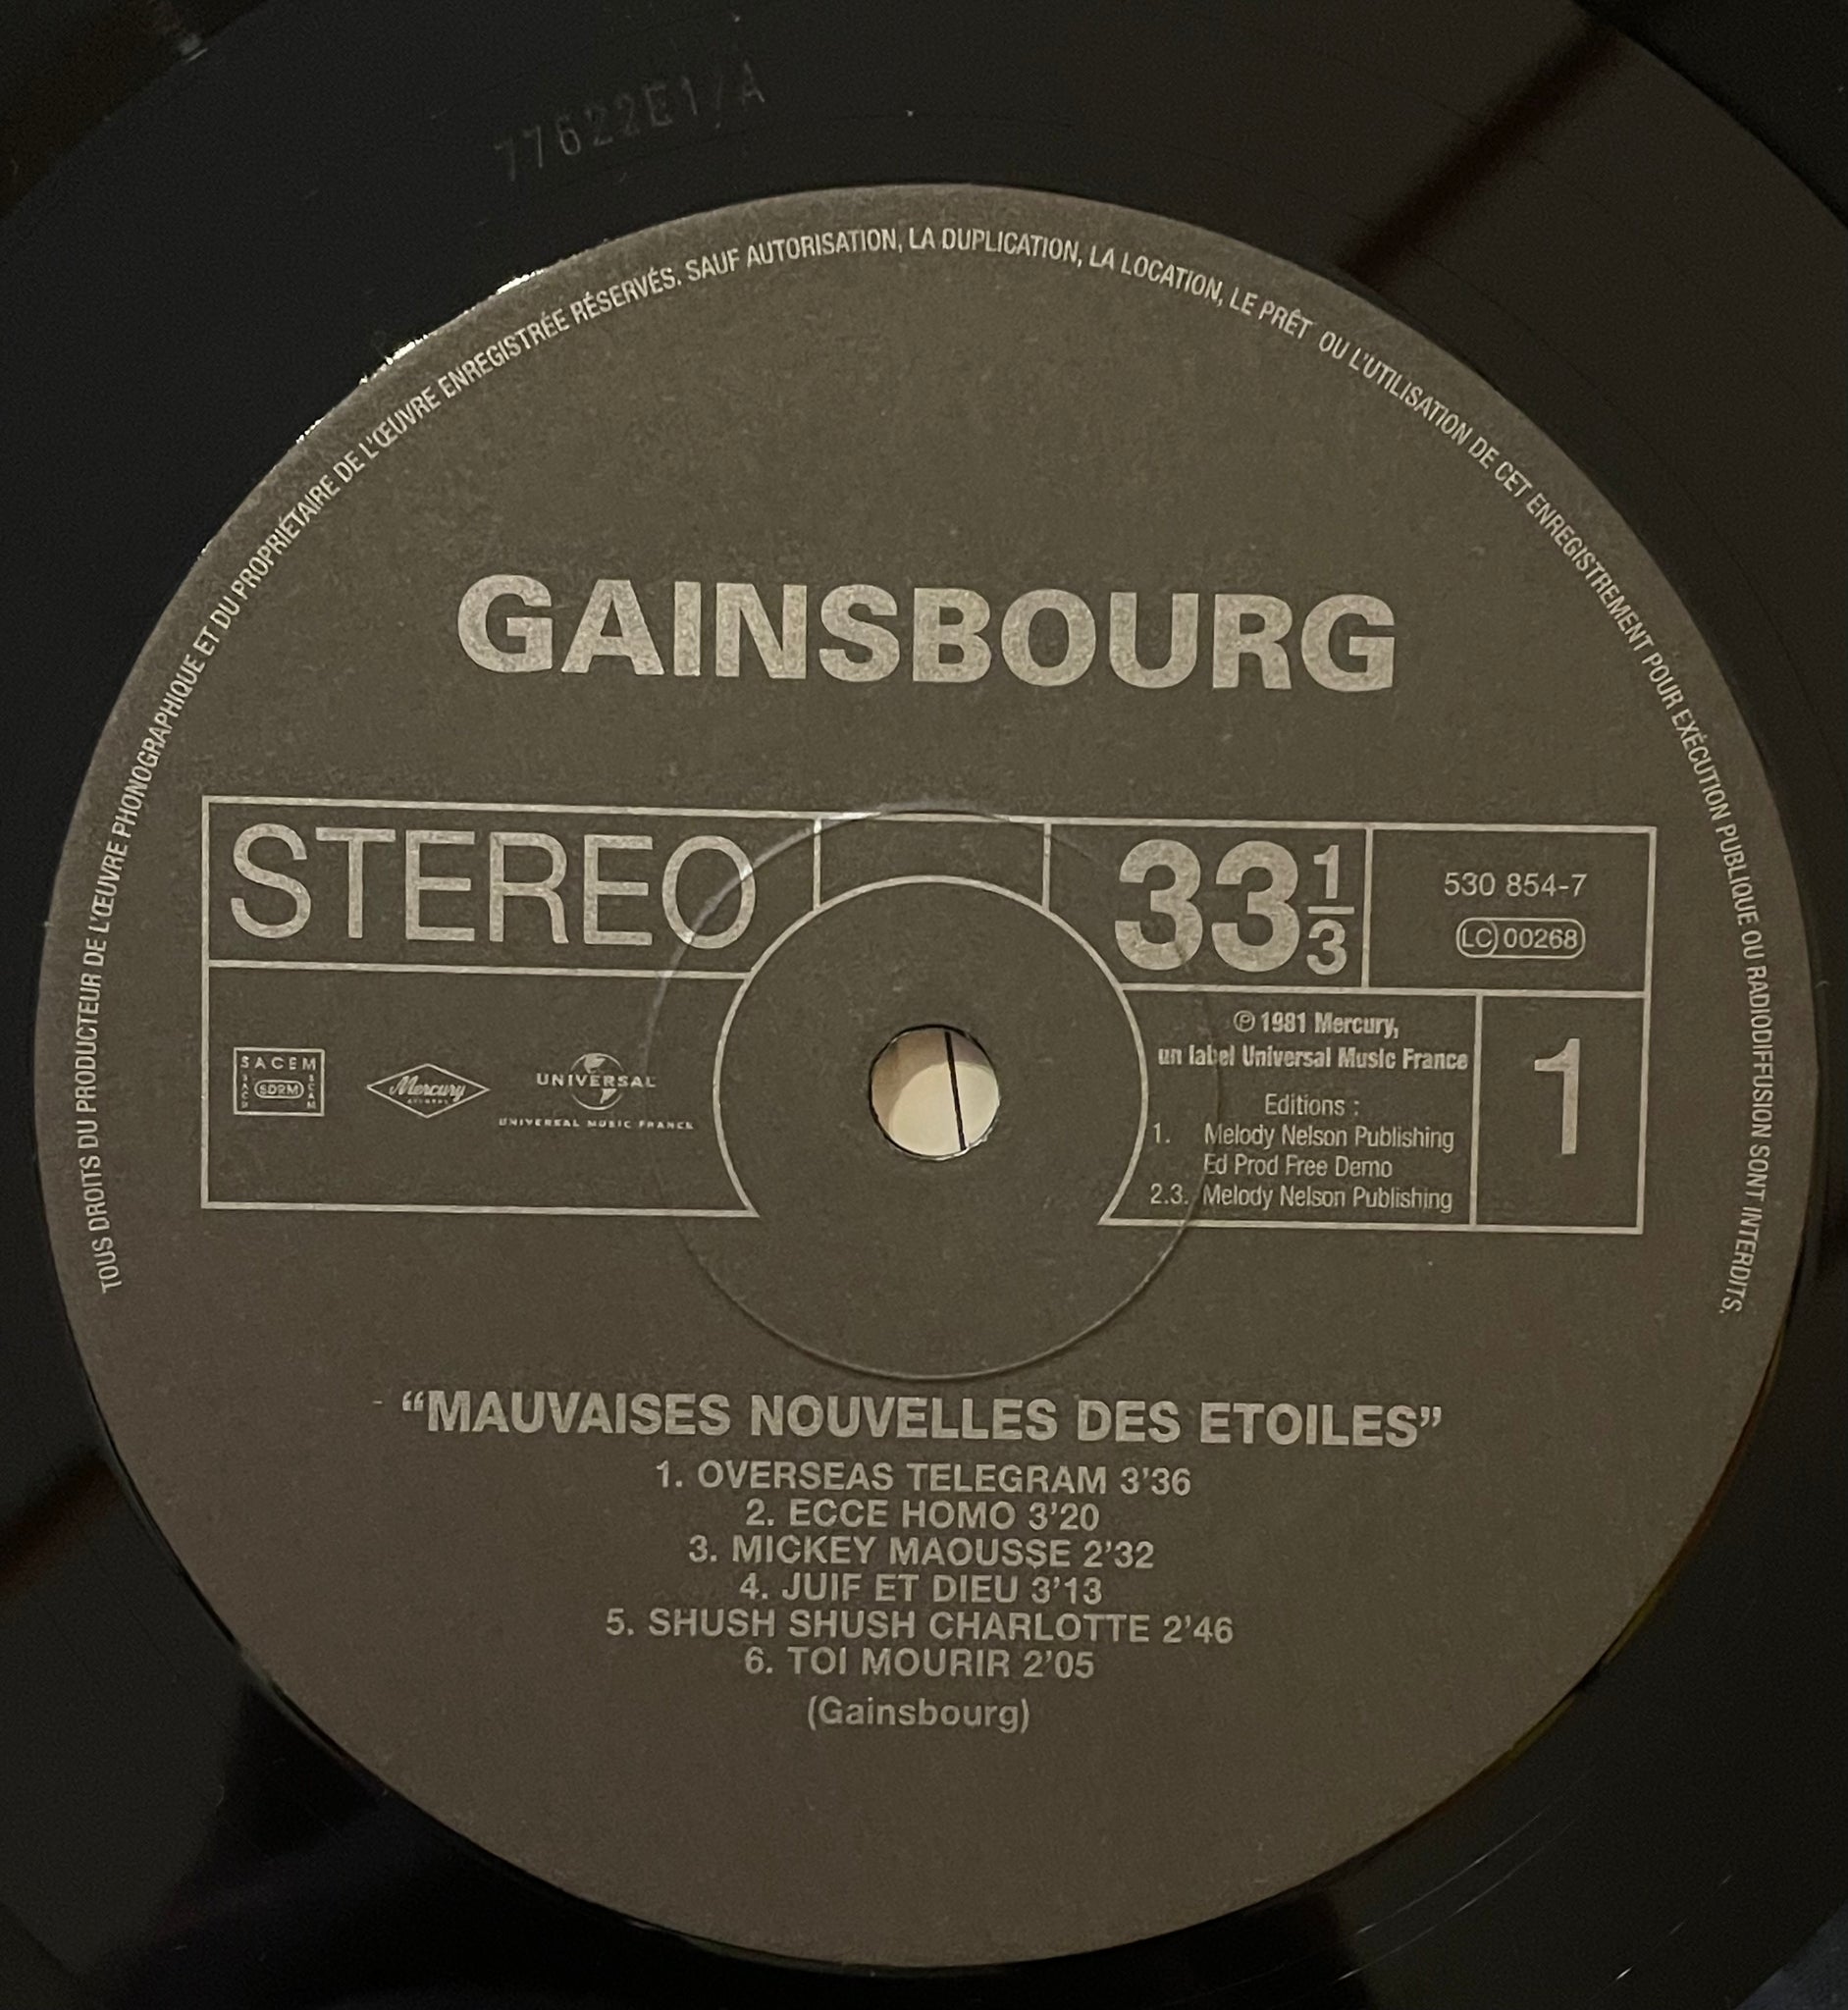 77622E1/A
TOUS DROITS DU PRODUCTEUR DE L'ŒUVRE PHONOGRAPHIQUE ET DU PROPRIÉTAIRE DE L'ŒUVRE ENREGISTRÉE RÉSERVÉS. SAUF AUTORISATION, LA DUPLICATION, LA LOCATION, LE PRÊT OU L'UTILISATION DE CET ENREGISTREMENT POUR EXÉCUTION PUBLIQUE OU RADIODIFFUSION SONT INTERDITS.
GAINSBOURG
STEREO
33 1/3
530 854-7
LC 00268
SACEM
SDRM
SACD
SCAM
Mercury
RECORDS
UNIVERSAL
UNIVERSAL MUSIC FRANCE
℗ 1981 Mercury,
un label Universal Music France
Editions :
1. Melody Nelson Publishing
Ed Prod Free Demo
2.3. Melody Nelson Publishing
1
“MAUVAISES NOUVELLES DES ETOILES”
1. OVERSEAS TELEGRAM 3’36
2. ECCE HOMO 3’20
3. MICKEY MAOUSSE 2’32
4. JUIF ET DIEU 3’13
5. SHUSH SHUSH CHARLOTTE 2’46
6. TOI MOURIR 2’05
(Gainsbourg)